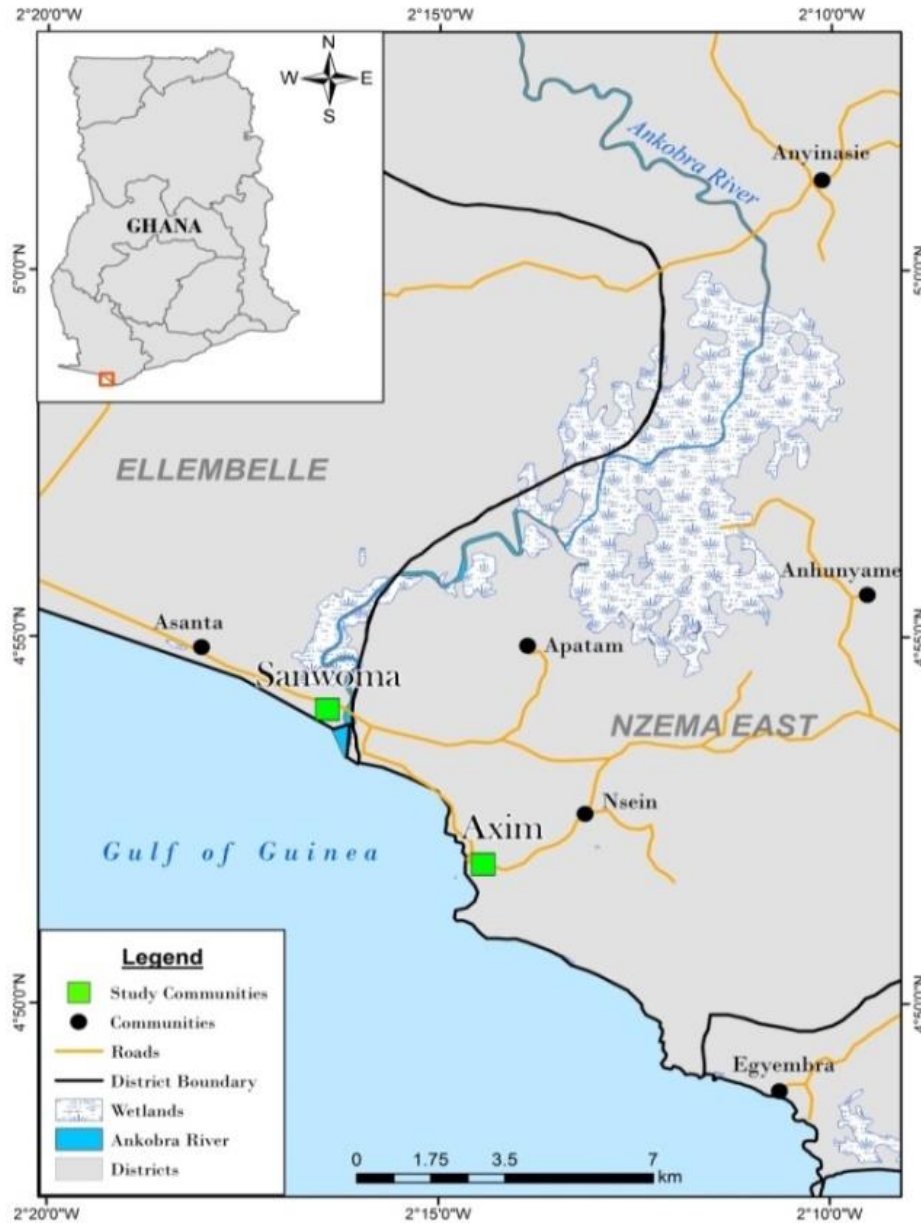 2°20'0"W
2°15'0"W
2°10'0"W
N
W
E
S
GHANA
Ankobra River
Anyinasie
5°0'0"N
5°0'0"N
ELLEMBELLE
Anhunyame
Asanta
4°55'0"N
4°55'0"N
Apatam
Sanwoma
NZEMA EAST
Nsein
Axim
Gulf of Guinea
Legend
Study Communities
Communities
Roads
District Boundary
Wetlands
Ankobra River
Districts
4°50'0"N
4°50'0"N
Egyembra
0 1.75 3.5 7
km
2°20'0"W
2°15'0"W
2°10'0"W